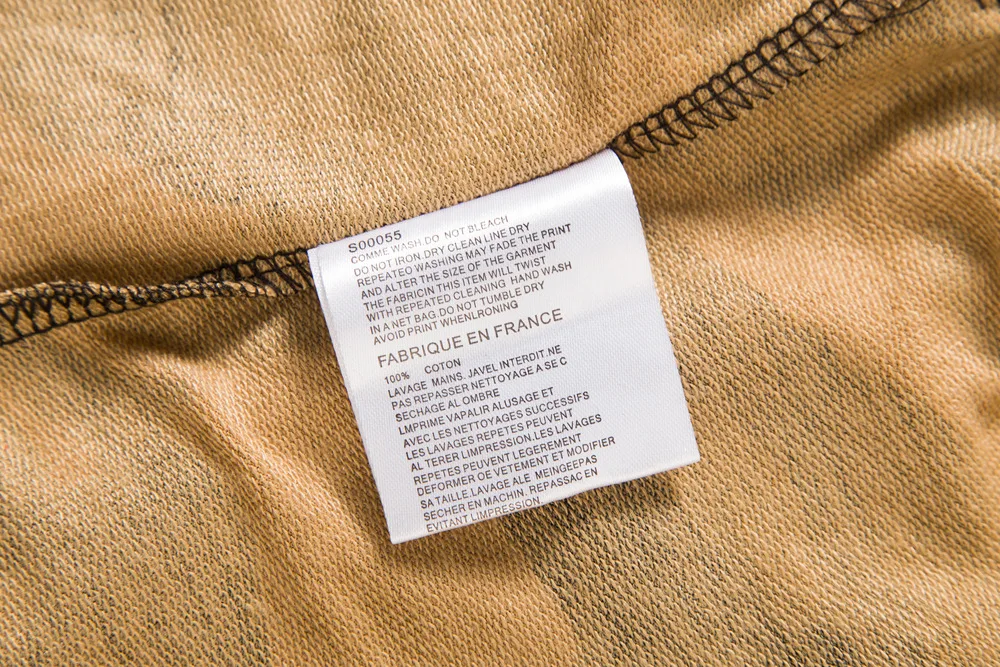 S00055
COMME WASH.DO NOT BLEACH
DO NOT IRON.DRY CLEAN LINE DRY
REPEATEO WASHING MAY FADE THE PRINT
AND ALTER THE SIZE OF THE GARMENT
THE FABRICIN THIS ITEM WILL TWIST
WITH REPEATED CLEANING HAND WASH
IN A NET BAG.DO NOT TUMBLE DRY
AVOID PRINT WHENLRONING
FABRIQUE EN FRANCE
100% COTON
LAVAGE MAINS. JAVEL INTERDIT.NE
PAS REPASSER NETTOYAGE A SE C
SECHAGE AL OMBRE
LMPRIME VAPALIR ALUSAGE ET
AVEC LES NETTOYAGES SUCCESSIFS
LES LAVAGES REPETES PEUVENT
AL TERER LIMPRESSION.LES LAVAGES
REPETES PEUVENT LEGEREMENT
DEFORMER DE VETEMENT ET MODIFIER
SA TAILLE.LAVAGE ALE MEINGEEPAS
SECHER EN MACHIN. REPASSAC EN
EVITANT LIMPRESSION.